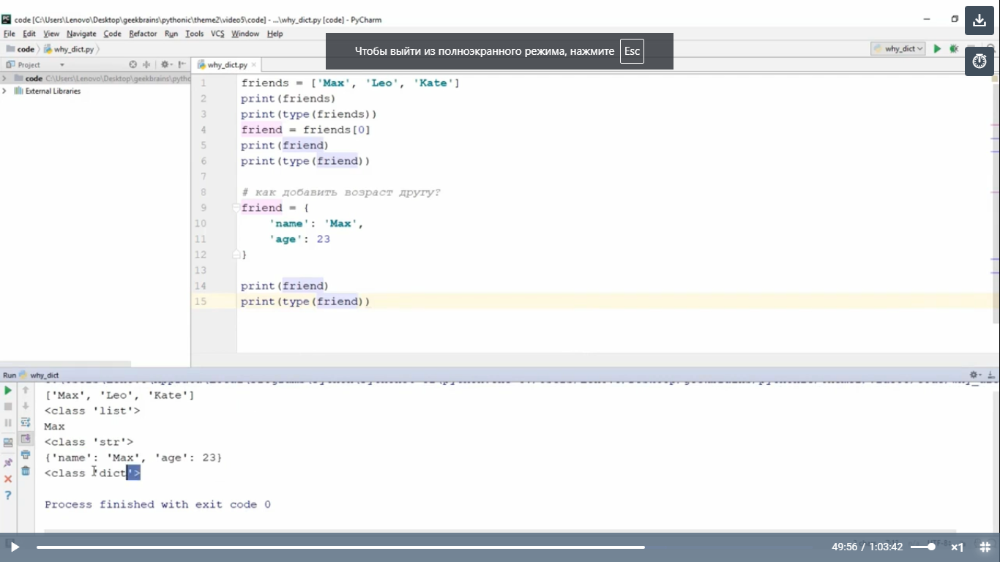 code [C:\Users\Lenovo\Desktop\geekbrains\pythonic\theme2\video5\code] - ...\why_dict.py [code] - PyCharm
File Edit View Navigate Code Refactor Run Tools VCS Window Help
code why_dict.py
why_dict
Чтобы выйти из полноэкранного режима, нажмите Esc
Project
why_dict.py
code C:\Users\Lenovo\Desktop\geekbrains\pythonic
External Libraries
1 friends = ['Max', 'Leo', 'Kate']
2 print(friends)
3 print(type(friends))
4 friend = friends[0]
5 print(friend)
6 print(type(friend))
7
8 # как добавить возраст другу?
9 friend = {
10 'name': 'Max',
11 'age': 23
12 }
13
14 print(friend)
15 print(type(friend))
Run why_dict
['Max', 'Leo', 'Kate']
<class 'list'>
Max
<class 'str'>
{'name': 'Max', 'age': 23}
<class 'dict'>
Process finished with exit code 0
49:56 / 1:03:42 ×1